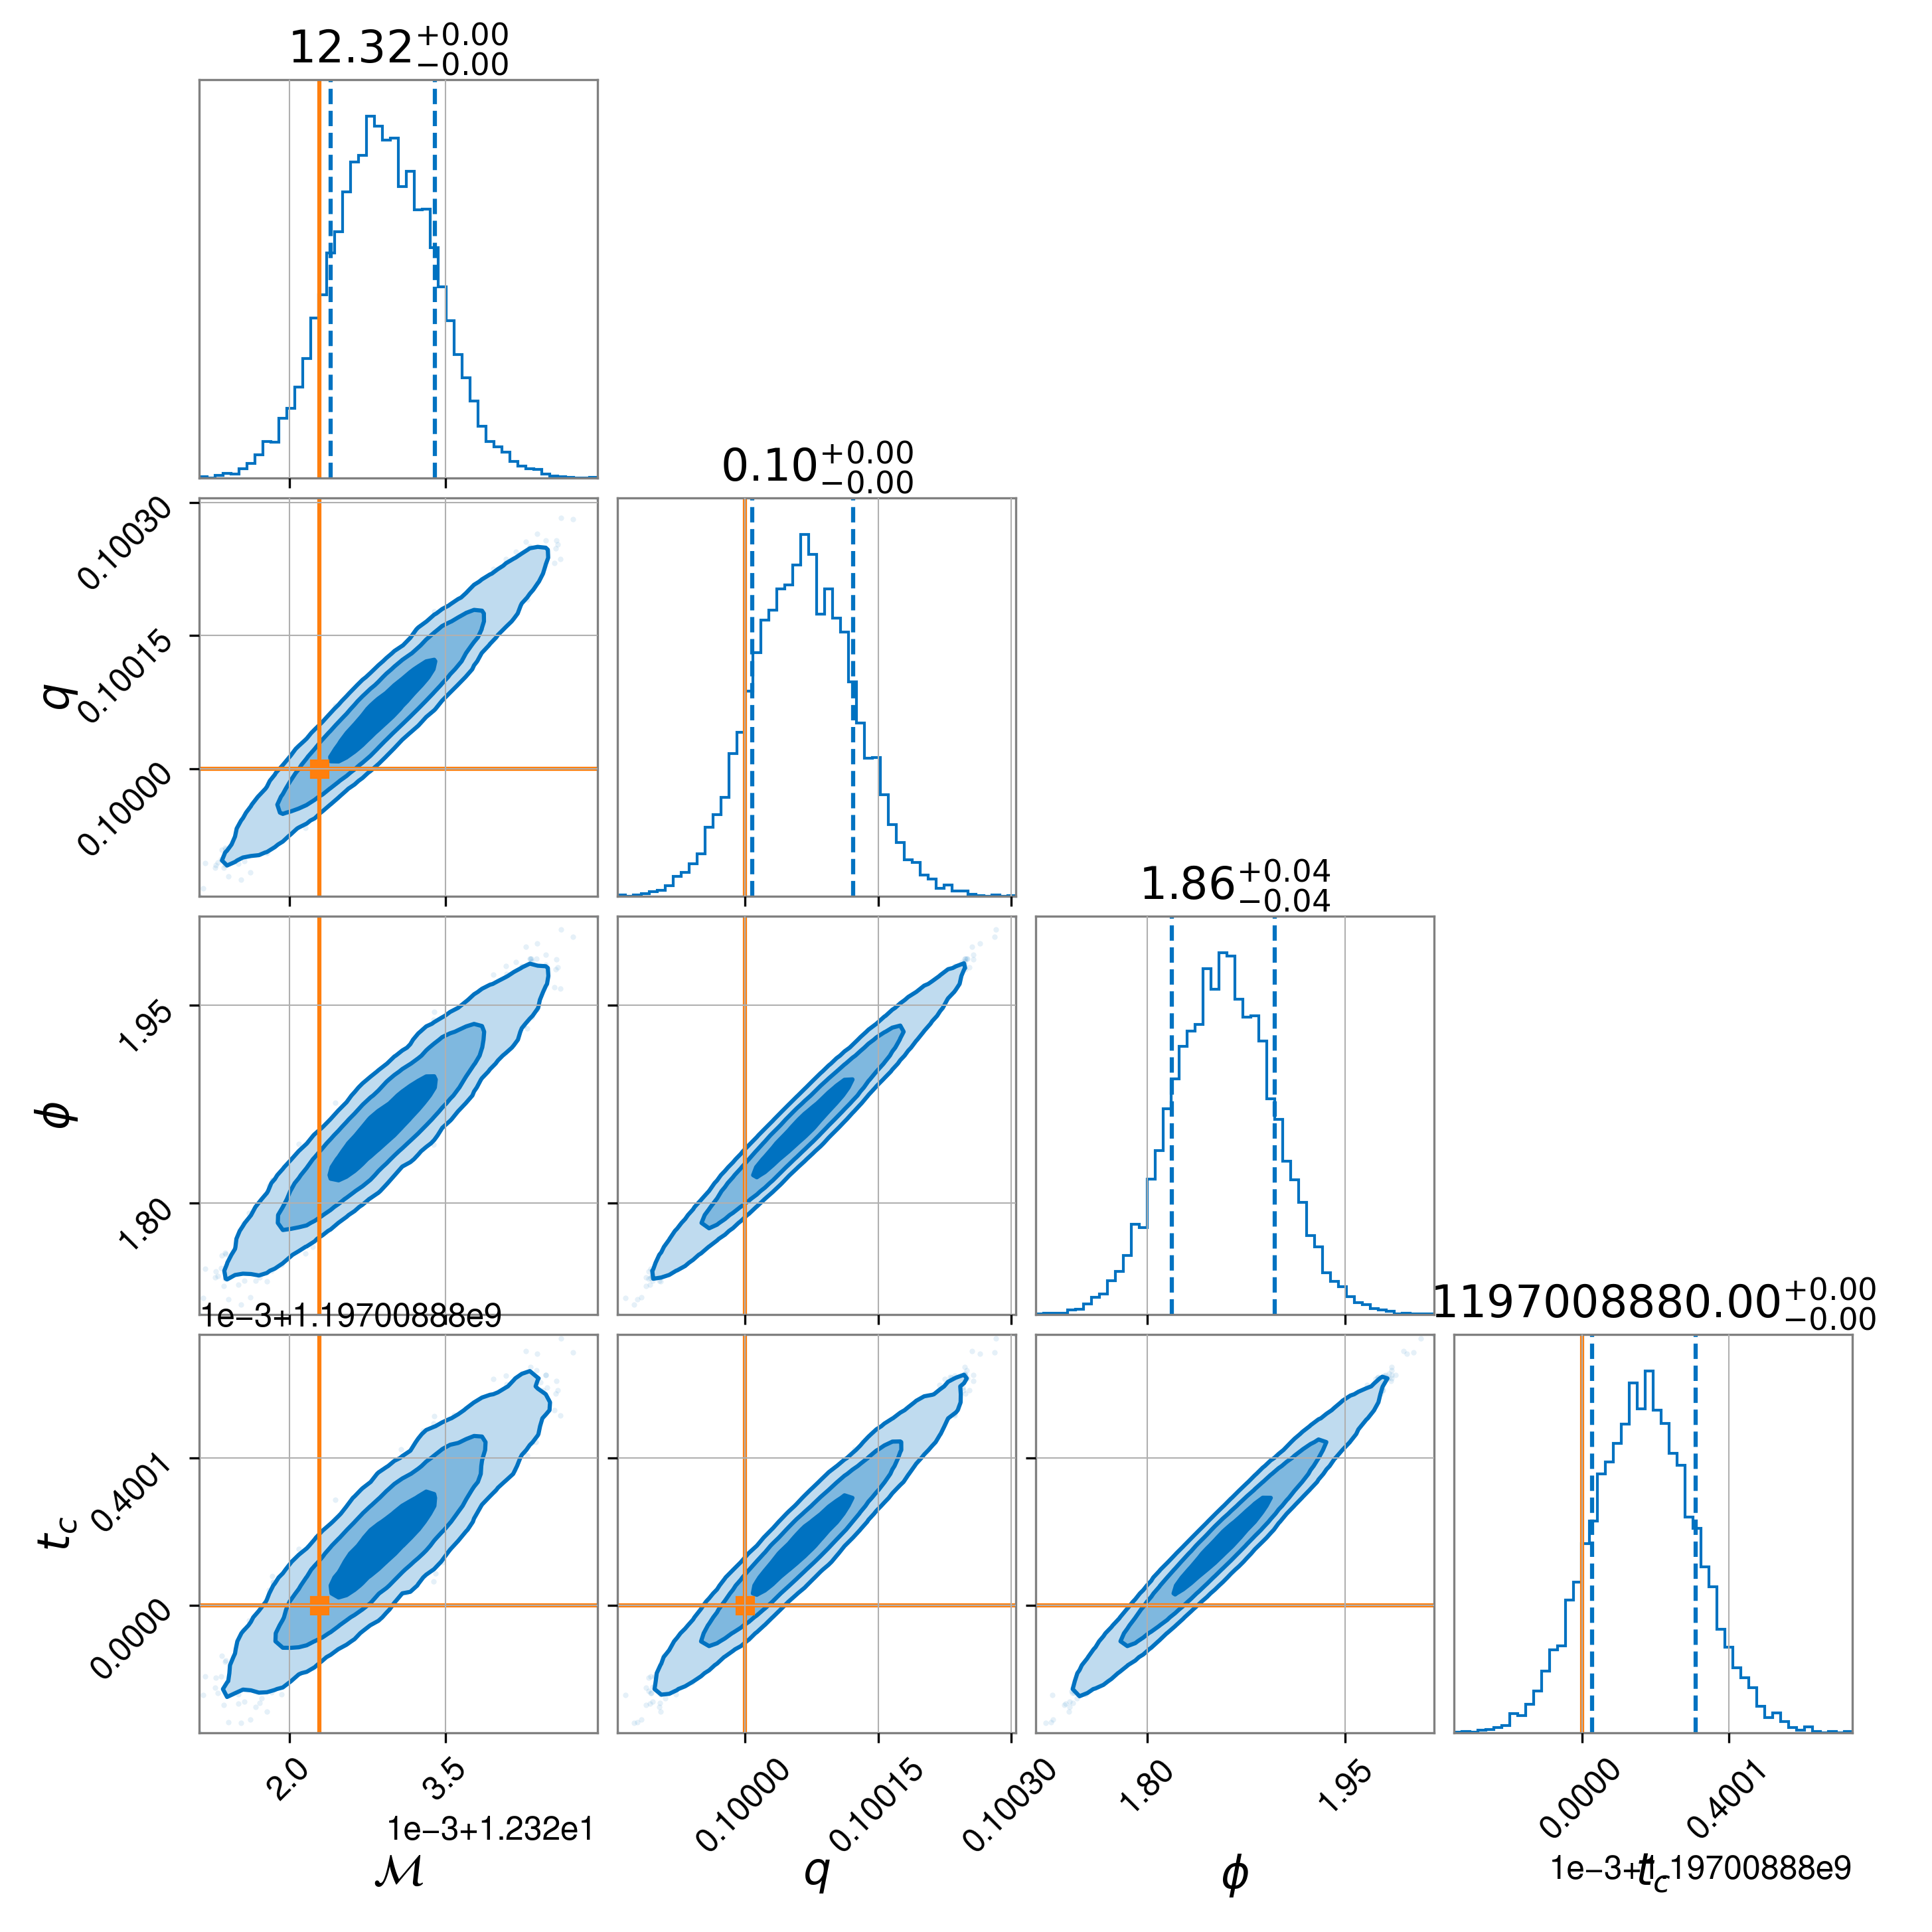 12.32+0.00−0.00
0.10+0.00−0.00
0.10030
0.10015
0.10000
q
1.86+0.04−0.04
1.95
1.80
ϕ
1197008880.00+0.00−0.00
1e−3+1.19700888e9
0.4001
0.0000
t_c
2.0 3.5 0.10000 0.10015 0.10030 1.80 1.95 0.0000 0.4001
1e−3+1.232e1
1e−3+1.19700888e9
ℳ q ϕ t_c